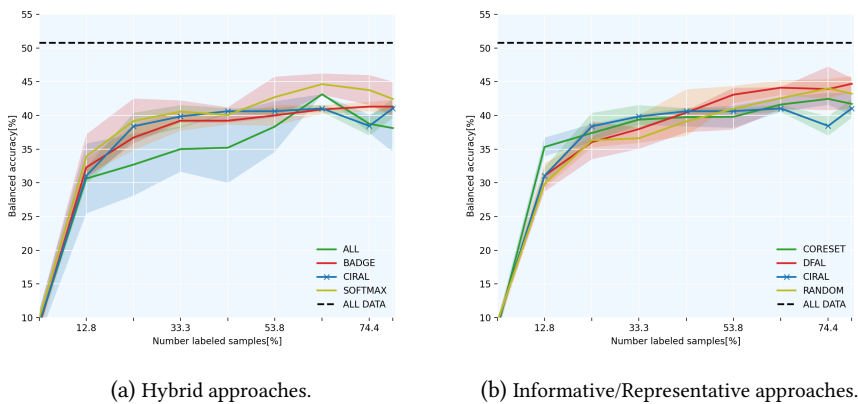 55
50
45
40
35
30
25
20
15
10
Balanced accuracy[%]
ALL
BADGE
CIRAL
SOFTMAX
ALL DATA
12.8
33.3
53.8
74.4
Number labeled samples[%]
(a) Hybrid approaches.
55
50
45
40
35
30
25
20
15
10
Balanced accuracy[%]
CORESET
DFAL
CIRAL
RANDOM
ALL DATA
12.8
33.3
53.8
74.4
Number labeled samples[%]
(b) Informative/Representative approaches.